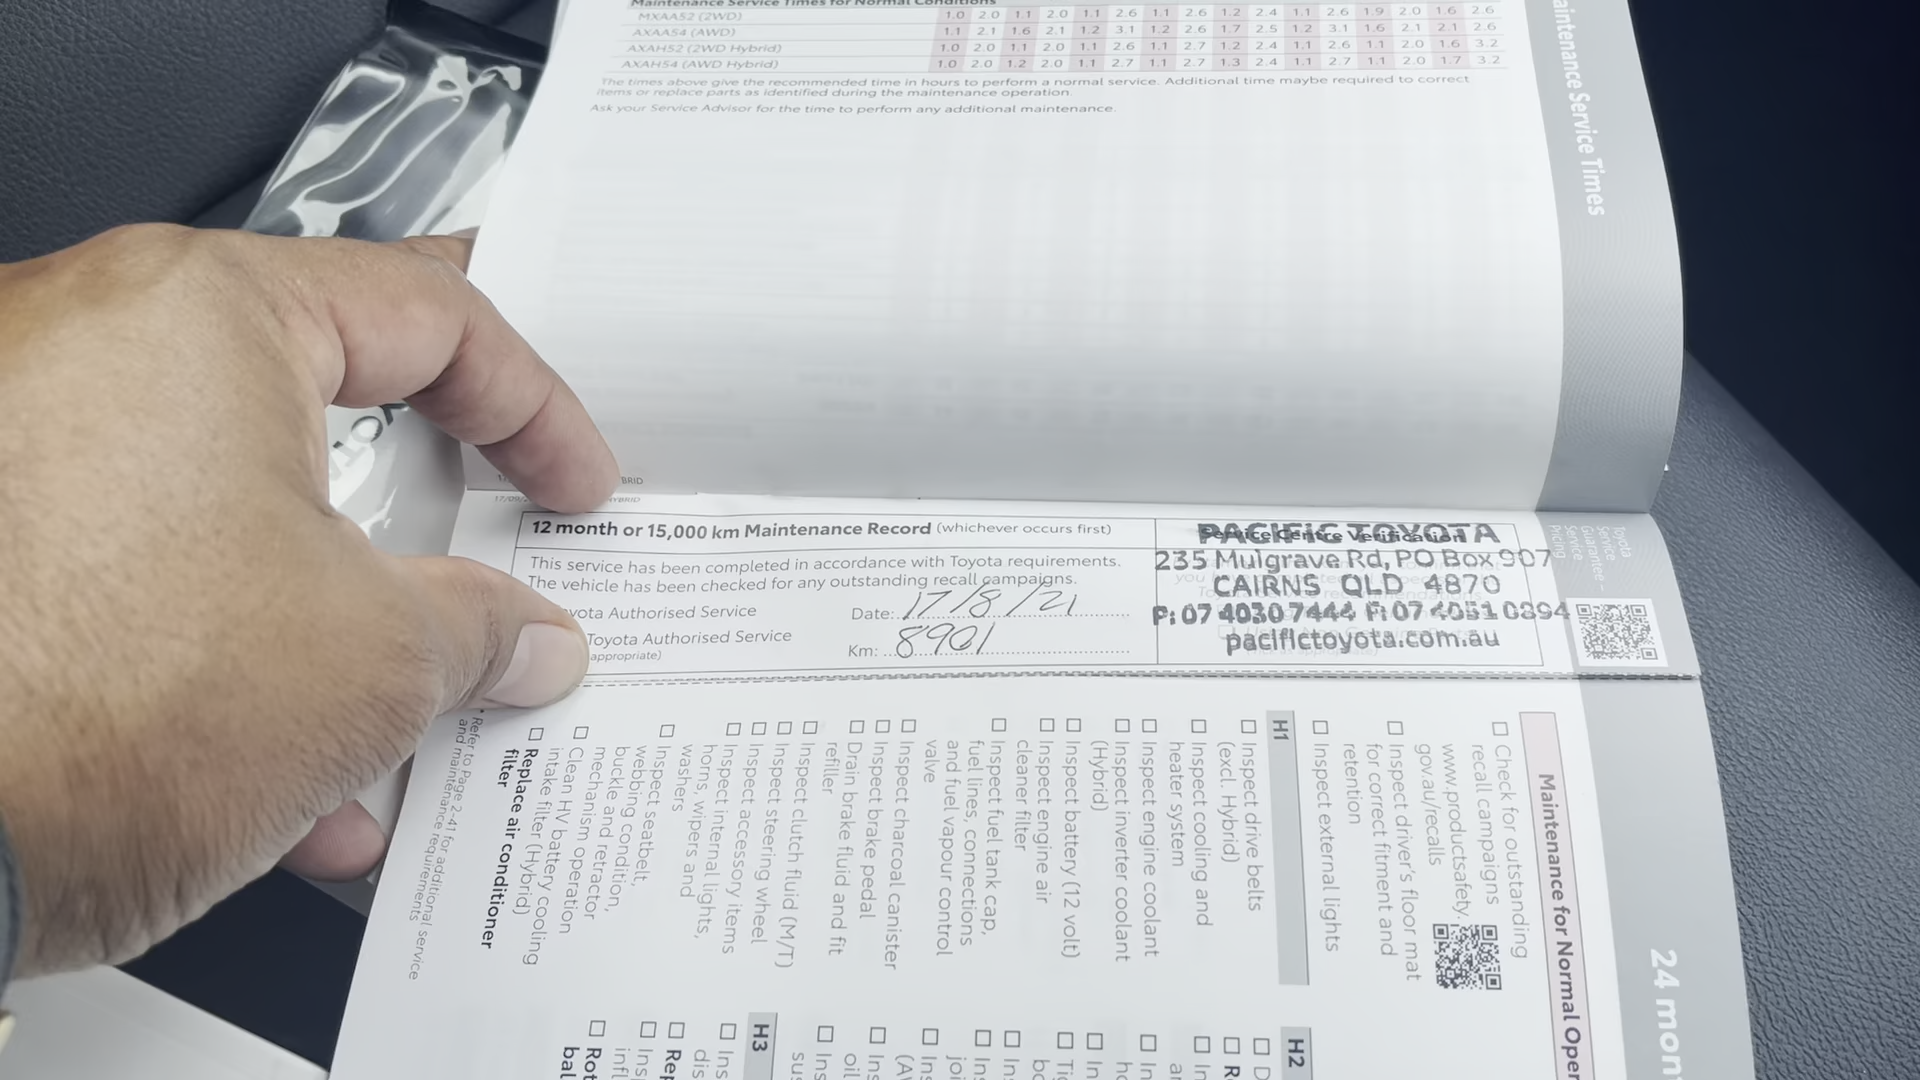 Maintenance Service Times for Normal Conditions
MXAA52 (2WD) 1.0 2.0 1.1 2.0 1.1 2.6 1.1 2.6 1.2 2.4 1.1 2.6 1.9 2.0 1.6 2.6
AXAA54 (AWD) 1.1 2.1 1.6 2.1 1.2 3.1 1.2 2.6 1.7 2.5 1.2 3.1 1.6 2.1 2.1 2.6
AXAH52 (2WD Hybrid) 1.0 2.0 1.1 2.0 1.1 2.6 1.1 2.7 1.2 2.4 1.1 2.6 1.1 2.0 1.6 3.2
AXAH54 (AWD Hybrid) 1.0 2.0 1.2 2.0 1.1 2.7 1.1 2.7 1.3 2.4 1.1 2.7 1.1 2.0 1.7 3.2
The times above give the recommended time in hours to perform a normal service. Additional time maybe required to correct
items or replace parts as identified during the maintenance operation.
Ask your Service Advisor for the time to perform any additional maintenance.
aintenance Service Times
BRID
17/09/
YBRID
12 month or 15,000 km Maintenance Record (whichever occurs first)
This service has been completed in accordance with Toyota requirements.
The vehicle has been checked for any outstanding recall campaigns.
yota Authorised Service
Date: 17/8/21
Toyota Authorised Service
appropriate)
Km: 8901
Service Centre Verification
PACIFIC TOYOTA
235 Mulgrave Rd, PO Box 907
CAIRNS QLD 4870
P: 07 4030 7444 F: 07 4051 0394
pacifictoyota.com.au
Toyota
Service
Guarantee –
Service
Pricing
24 mon
Maintenance for Normal Oper
Check for outstanding
recall campaigns
www.productsafety.
gov.au/recalls
Inspect driver's floor mat
for correct fitment and
retention
Inspect external lights
H1
Inspect drive belts
(excl. Hybrid)
Inspect cooling and
heater system
Inspect engine coolant
Inspect inverter coolant
(Hybrid)
Inspect battery (12 volt)
Inspect engine air
cleaner filter
Inspect fuel tank cap,
fuel lines, connections
and fuel vapour control
valve
Inspect charcoal canister
Inspect brake pedal
Drain brake fluid and fit
refiller
Inspect clutch fluid (M/T)
Inspect steering wheel
Inspect accessory items
Inspect internal lights,
horns, wipers and
washers
Inspect seatbelt,
webbing condition,
buckle and condition,
mechanism and retractor
operation
Clean HV battery cooling
intake filter (Hybrid)
Replace air conditioner
filter
Refer to Page 2-41 for additional service
and maintenance requirements
H2
H3